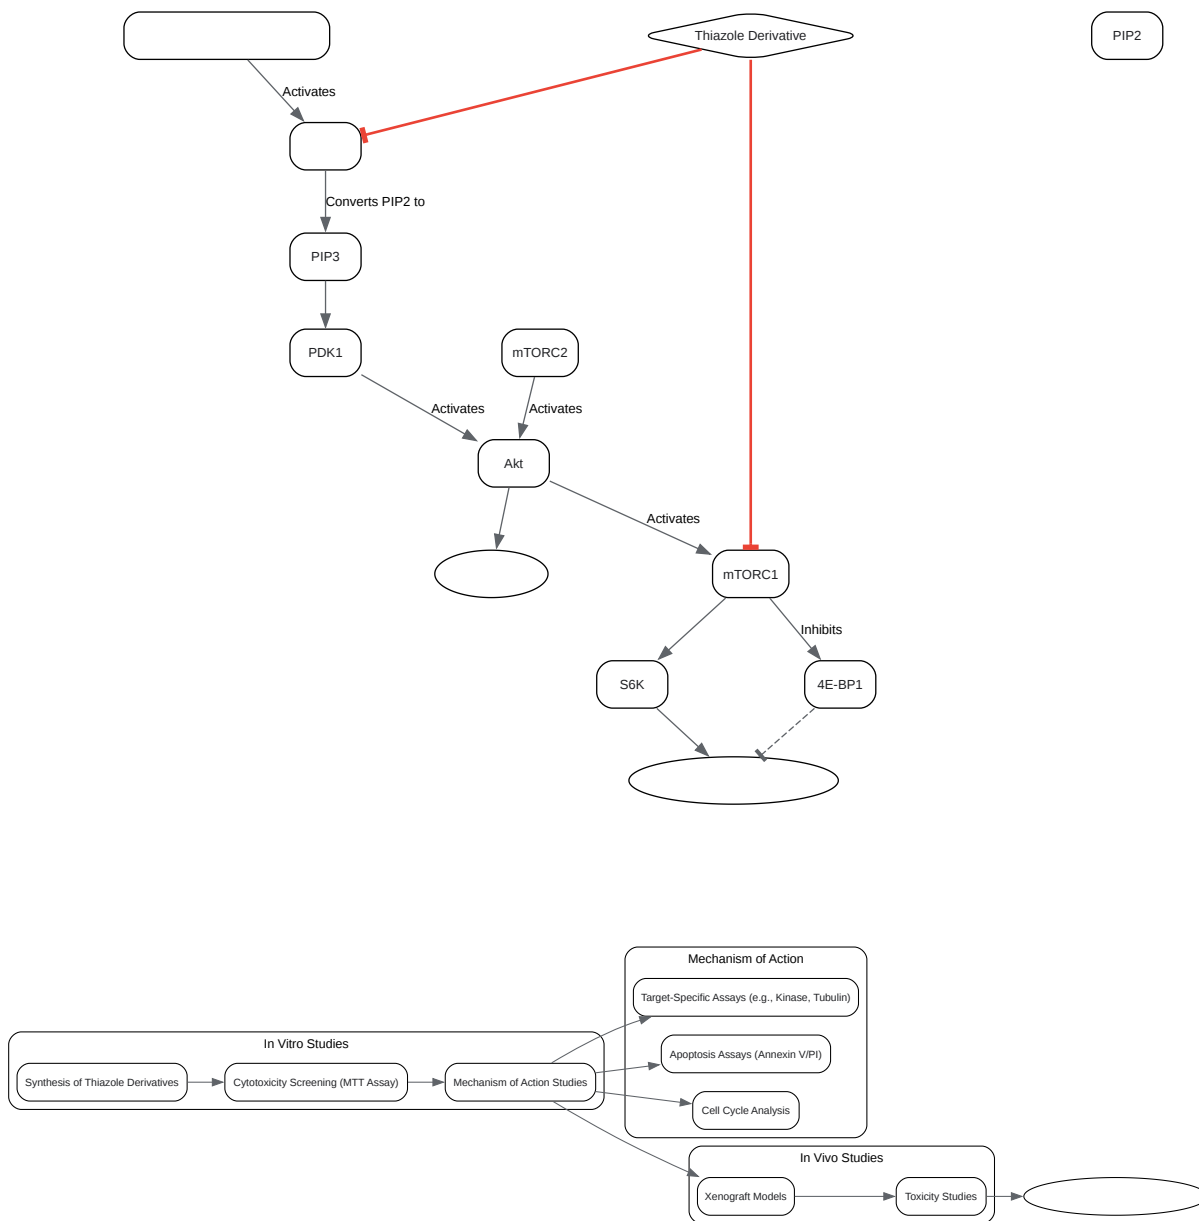 Thiazole Derivative
PIP2
Activates
Converts PIP2 to
PIP3
PDK1
mTORC2
Activates
Activates
Akt
Activates
mTORC1
Inhibits
S6K
4E-BP1
Mechanism of Action
Target-Specific Assays (e.g., Kinase, Tubulin)
In Vitro Studies
Apoptosis Assays (Annexin V/PI)
Synthesis of Thiazole Derivatives
Cytotoxicity Screening (MTT Assay)
Mechanism of Action Studies
Cell Cycle Analysis
In Vivo Studies
Xenograft Models
Toxicity Studies